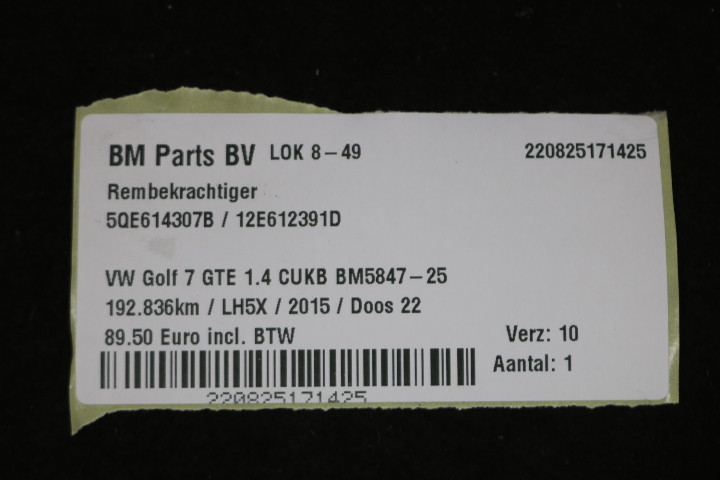 BM Parts BV LOK 8-49 220825171425
Rembekrachtiger
5QE614307B / 12E612391D
VW Golf 7 GTE 1.4 CUKB BM5847-25
192.836km / LH5X / 2015 / Doos 22
89.50 Euro incl. BTW Verz: 10
Aantal: 1
220825171425